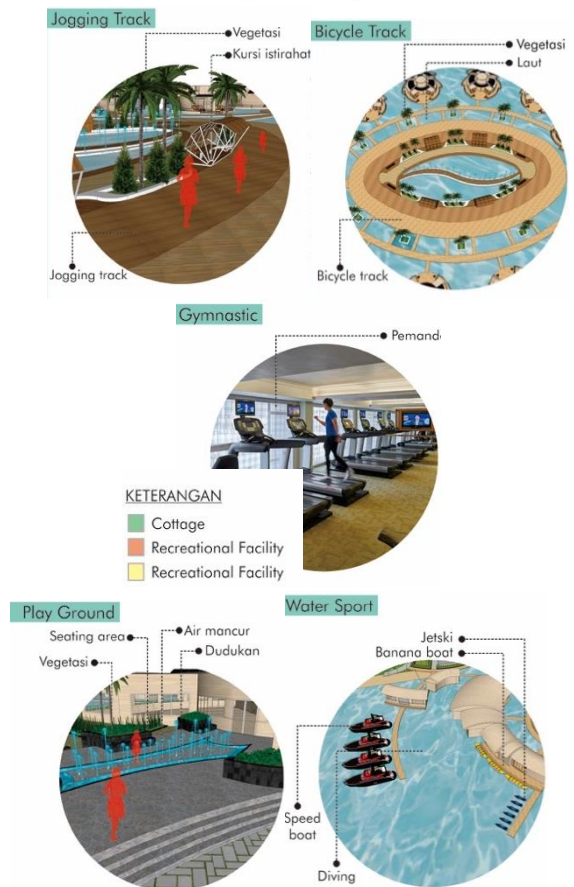 Jogging Track
Vegetasi
Kursi istirahat
Jogging track
Bicycle Track
Vegetasi
Laut
Bicycle track
Gymnastic
Pemand
KETERANGAN
Cottage
Recreational Facility
Recreational Facility
Play Ground
Seating area
Air mancur
Dudukan
Vegetasi
Water Sport
Jetski
Banana boat
Speed
boat
Diving